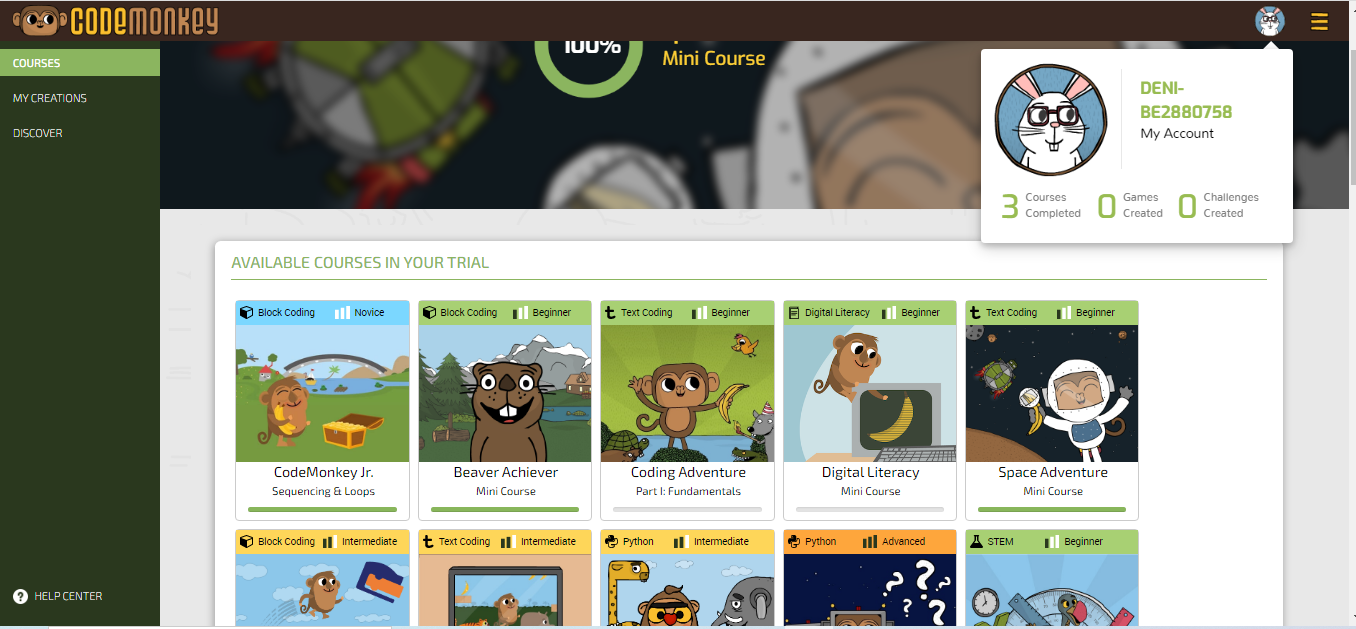 CODEMONKEY
COURSES
MY CREATIONS
DISCOVER
HELP CENTER
100%
Mini Course
DENI-
BE2880758
My Account
3 Courses
Completed
0 Games
Created
0 Challenges
Created
AVAILABLE COURSES IN YOUR TRIAL
Block Coding Novice
CodeMonkey Jr.
Sequencing & Loops
Block Coding Beginner
Beaver Achiever
Mini Course
Text Coding Beginner
Coding Adventure
Part I: Fundamentals
Digital Literacy Beginner
Digital Literacy
Mini Course
Text Coding Beginner
Space Adventure
Mini Course
Block Coding Intermediate
Text Coding Intermediate
Python Intermediate
Python Advanced
STEM Beginner